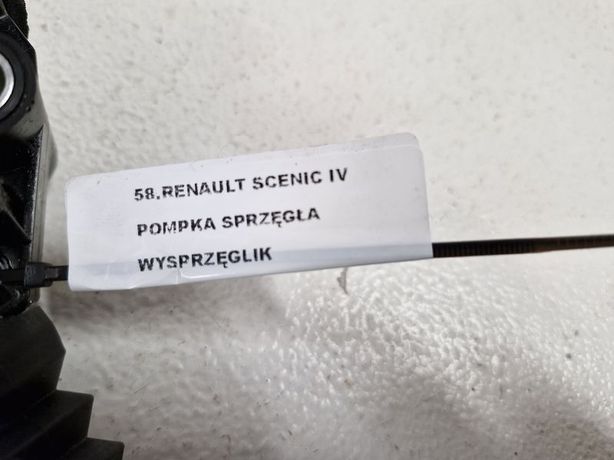 58.RENAULT SCENIC IV
POMPKA SPRZĘGŁA
WYSPRZĘGLIK